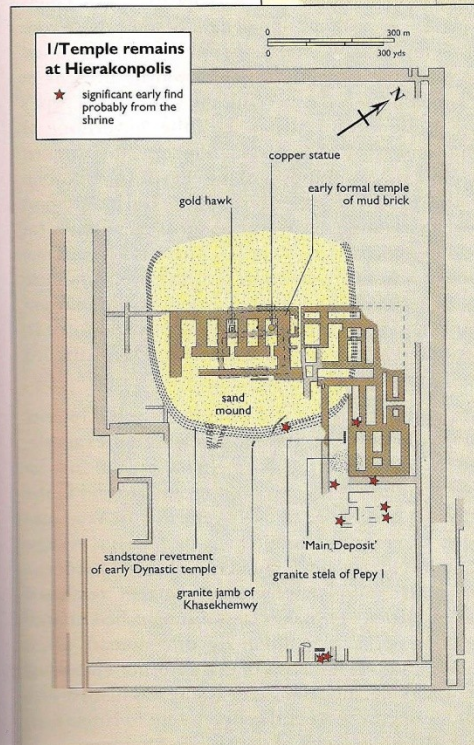 1/Temple remains
at Hierakonpolis
★ significant early find
probably from the
shrine
0 300 m
0 300 yds
N
copper statue
gold hawk
early formal temple
of mud brick
sand
mound
'Main Deposit'
sandstone revetment
of early Dynastic temple
granite stela of Pepy I
granite jamb of
Khasekhemwy